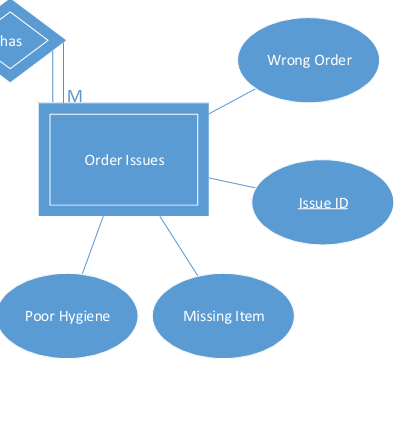 has
M
Wrong Order
Order Issues
Issue ID
Poor Hygiene
Missing Item